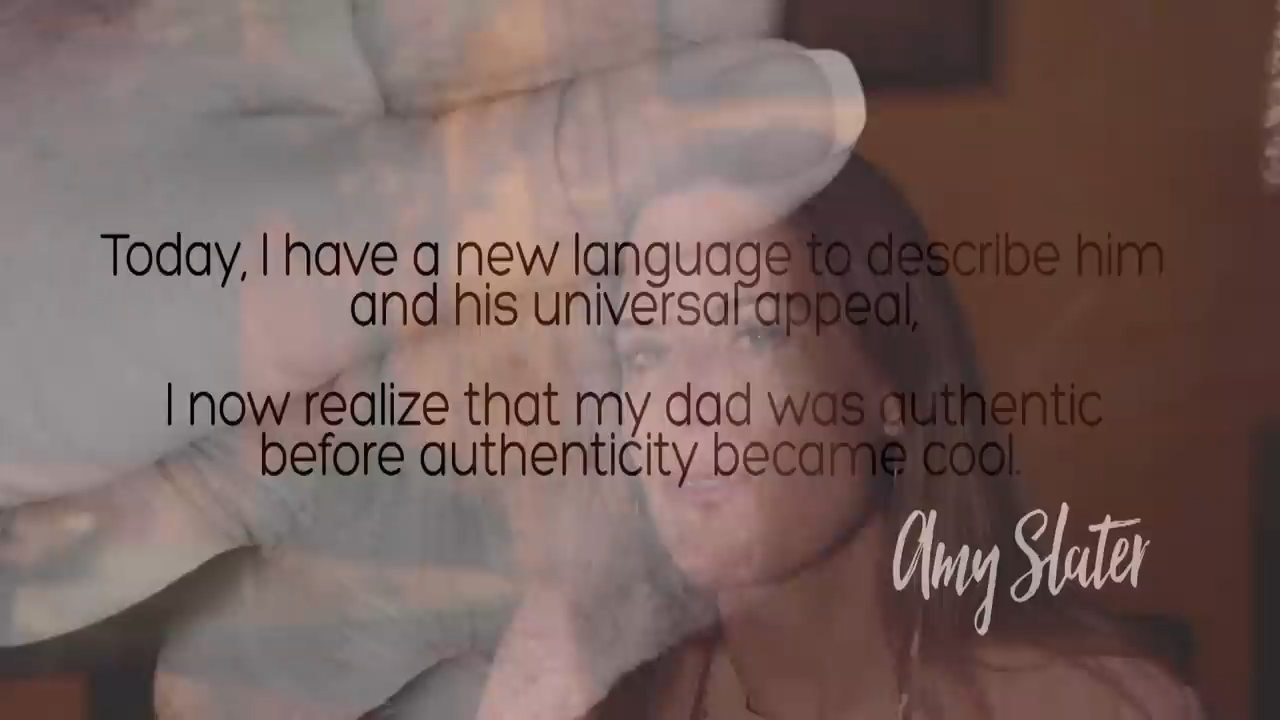 Today, I have a new language to describe him
and his universal appeal,
I now realize that my dad was authentic
before authenticity became cool.
Amy Slater